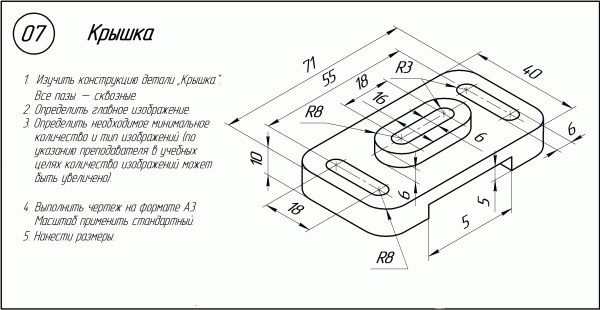 07 Крышка
1. Изучить конструкцию детали „Крышка".
Все пазы – сквозные.
2. Определить главное изображение.
3. Определить необходимое минимальное
количество и тип изображений (по
указанию преподавателя в учебных
целях количество изображений может
быть увеличено).
4. Выполнить чертеж на формате А3.
Масштаб применить стандартный.
5. Нанести размеры.
71
55
18
16
R3
40
R8
6
6
10
6
5
18
5
R8